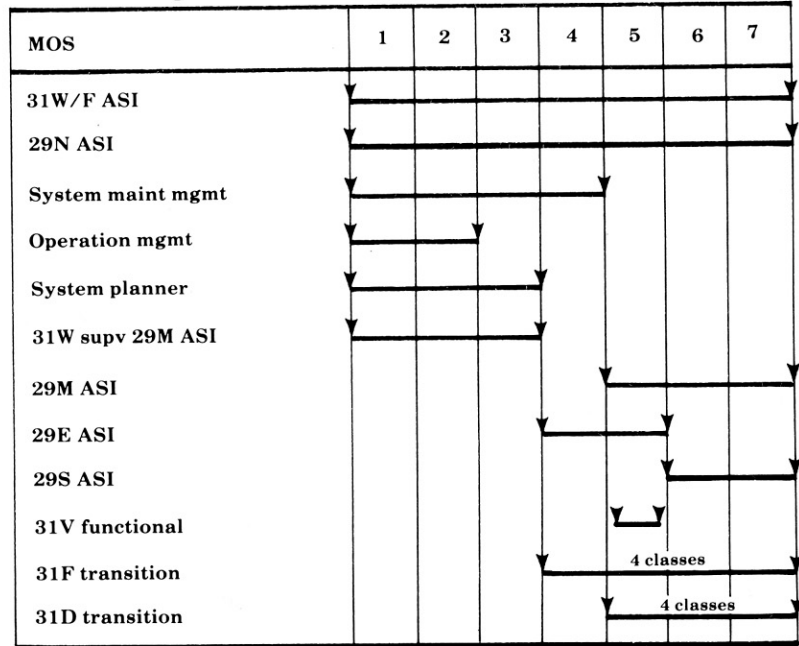 MOS 1 2 3 4 5 6 7
31W/F ASI
29N ASI
System maint mgmt
Operation mgmt
System planner
31W supv 29M ASI
29M ASI
29E ASI
29S ASI
31V functional
31F transition 4 classes
31D transition 4 classes